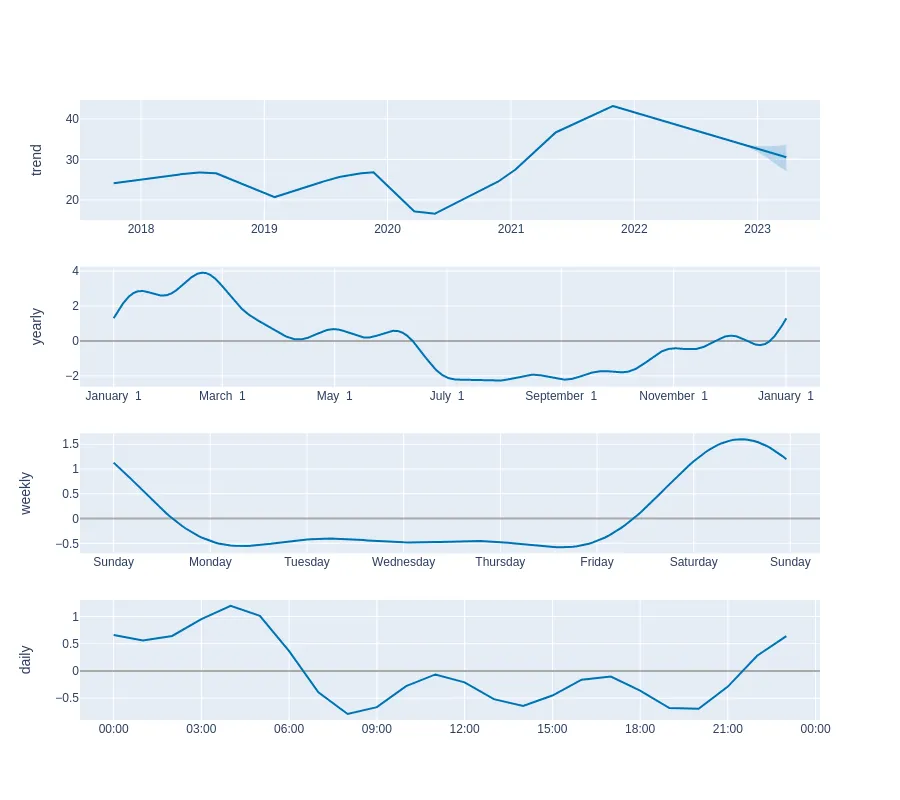 trend
40
30
20
2018 2019 2020 2021 2022 2023
yearly
4
2
0
−2
January 1 March 1 May 1 July 1 September 1 November 1 January 1
weekly
1.5
1
0.5
0
−0.5
Sunday Monday Tuesday Wednesday Thursday Friday Saturday Sunday
daily
1
0.5
0
−0.5
00:00 03:00 06:00 09:00 12:00 15:00 18:00 21:00 00:00